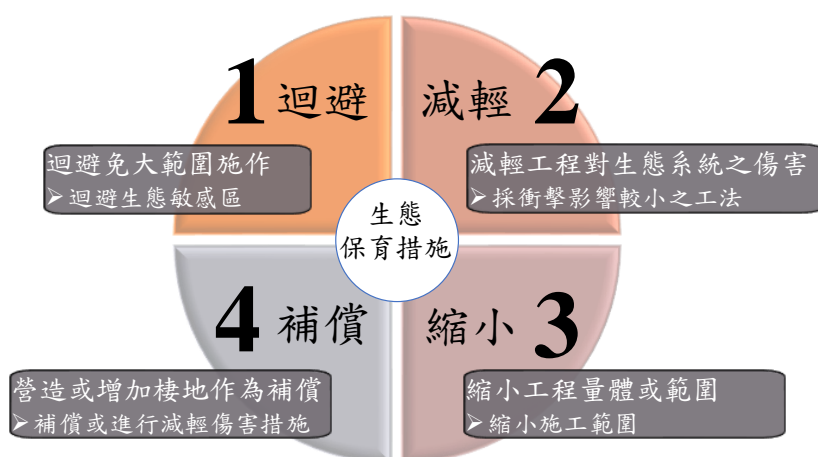 1 迴避
迴避免大範圍施作
➢迴避生態敏感區
減輕 2
減輕工程對生態系統之傷害
➢採衝擊影響較小之工法
生態
保育措施
縮小 3
縮小工程量體或範圍
➢縮小施工範圍
4 補償
營造或增加棲地作為補償
➢補償或進行減輕傷害措施